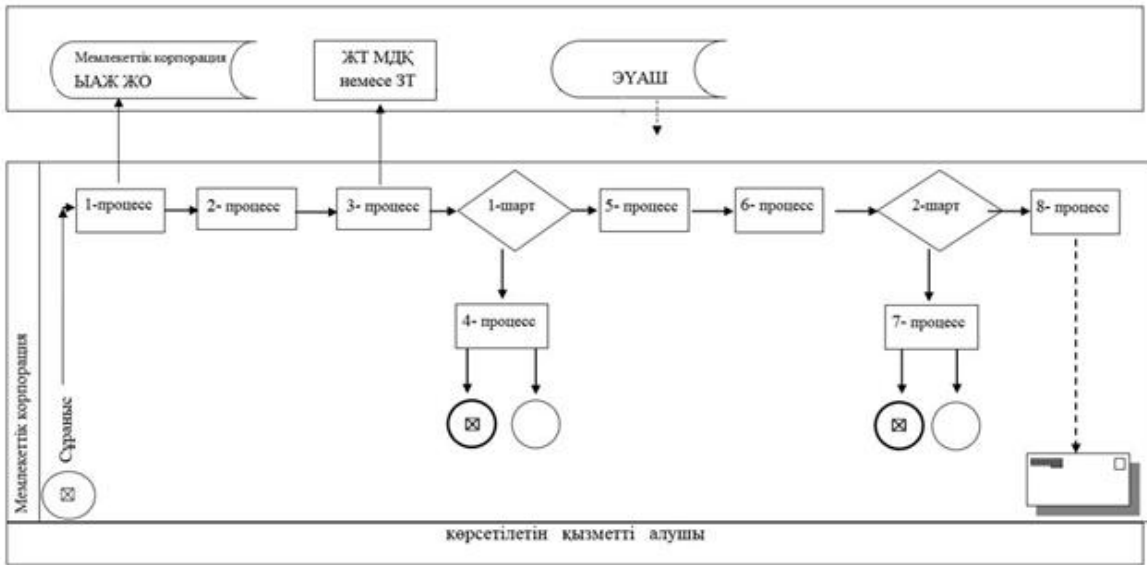 Мемлекеттік корпорация
ЫАЖ ЖО
ЖТ МДҚ
немесе ЗТ
ЭҮАШ
Мемлекеттік корпорация
Сұраныс
1-процесс
2- процесс
3- процесс
1-шарт
5- процесс
6- процесс
2-шарт
8- процесс
4- процесс
7- процесс
көрсетілетін қызметті алушы